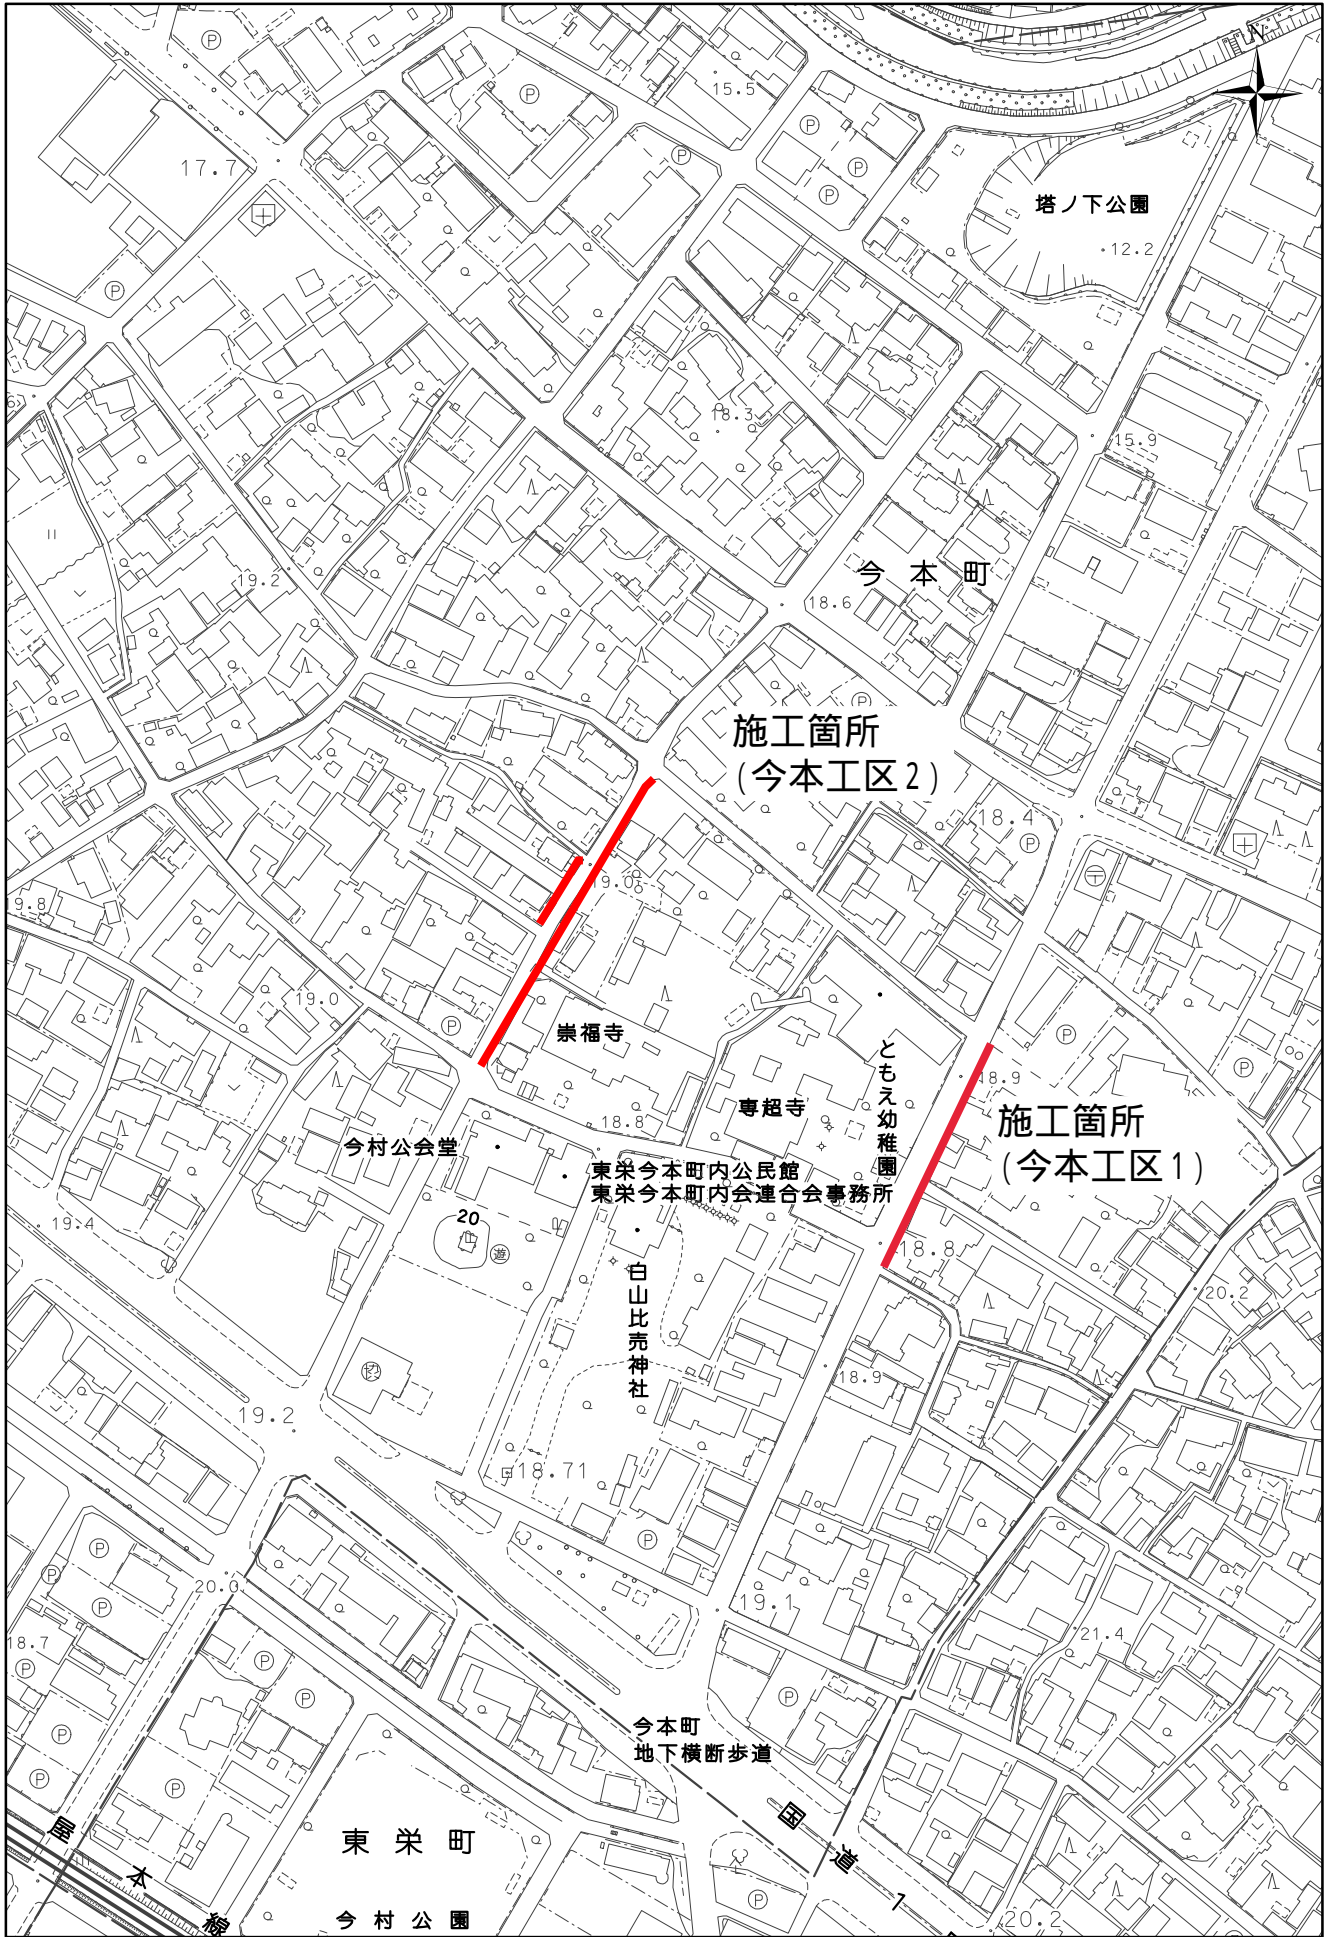 N
15.5
17.7
塔ノ下公園
12.2
18.3
15.9
今本町
19.2
18.6
施工箇所
(今本工区2)
18.4
19.0
19.8
19.0
崇福寺
ともえ幼稚園
18.9
施工箇所
(今本工区1)
専超寺
18.8
今村公会堂
東栄今本町内公民館
東栄今本町内会連合会事務所
19.4
20
遊
18.8
白山比売神社
20.2
18.9
19.2
18.71
20.0
19.1
18.7
21.4
今本町
地下横断歩道
国道1
屋本線
東栄町
今村公園
20.2